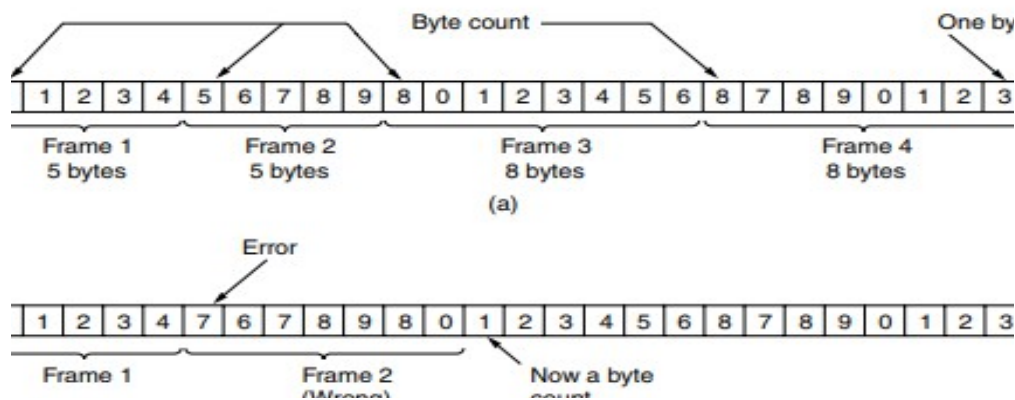 Byte count One by
1 2 3 4 5 6 7 8 9 8 0 1 2 3 4 5 6 8 7 8 9 0 1 2 3
Frame 1 Frame 2 Frame 3 Frame 4
5 bytes 5 bytes 8 bytes 8 bytes
(a)
Error
1 2 3 4 7 6 7 8 9 8 0 1 2 3 4 5 6 8 7 8 9 0 1 2 3
Frame 1 Frame 2 Now a byte
(Wrong) count